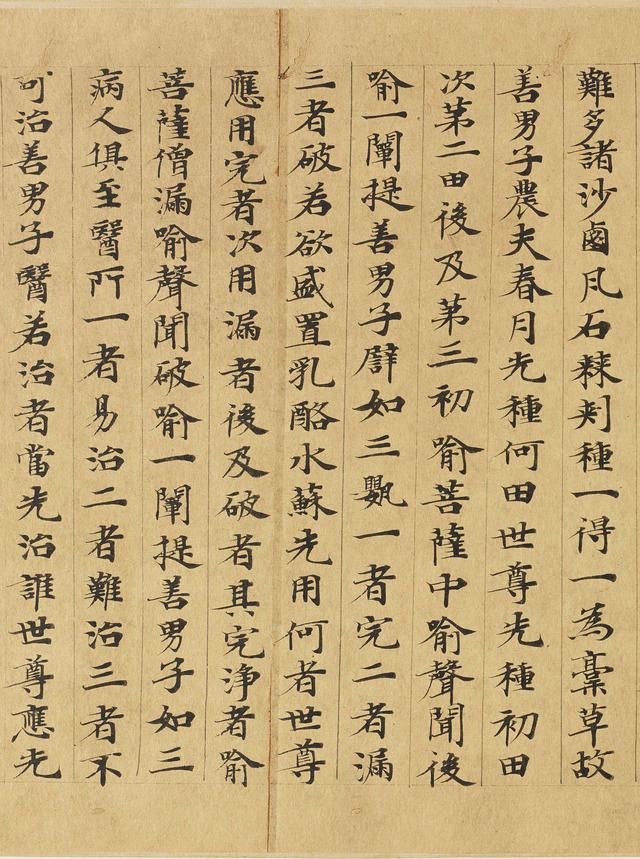 難多諸沙鹵凡石棘刾種一得一為藁草故
善男子農夫春月先種何田世尊先種初田
次第二田後及第三初喻菩薩中喻聲聞後
喻一闡提善男子辟如三甖一者完二者漏
三者破若欲盛置乳酪水蘇先用何者世尊
應用完者次用漏者後及破者其完淨者喻
菩薩僧漏喻聲聞破喻一闡提善男子如三
病人俱至醫所一者易治二者難治三者不
可治善男子醫若治者當先治誰世尊應先